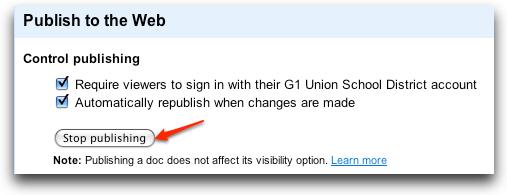 Publish to the Web
Control publishing
Require viewers to sign in with their G1 Union School District account
Automatically republish when changes are made
Stop publishing
Note: Publishing a doc does not affect its visibility option. Learn more